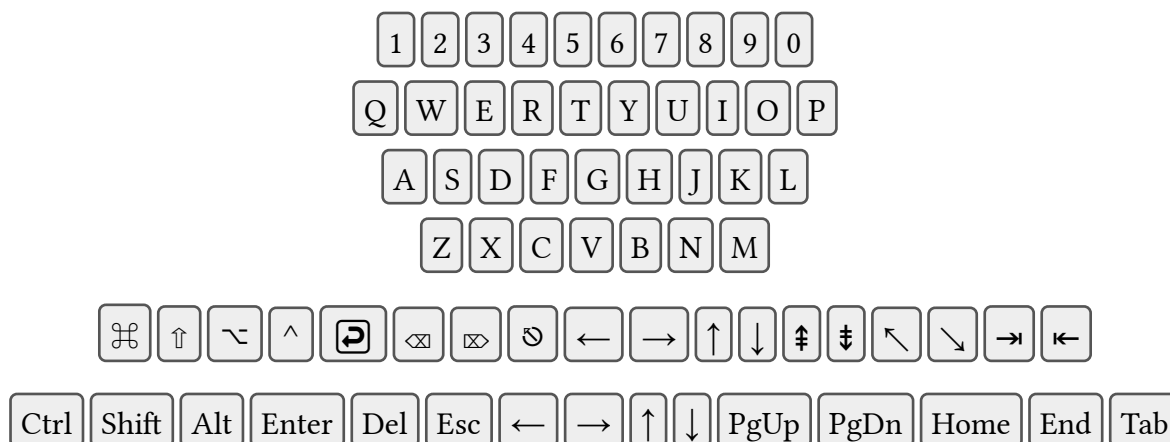 1 2 3 4 5 6 7 8 9 0
Q W E R T Y U I O P
A S D F G H J K L
Z X C V B N M
⌘ ⇧ ⌥ ^ ↩ ⌫ ⌦ ⎋ ← → ↑ ↓ ⇞ ⇟ ↖ ↘ ⇥ ⇤
Ctrl Shift Alt Enter Del Esc ← → ↑ ↓ PgUp PgDn Home End Tab